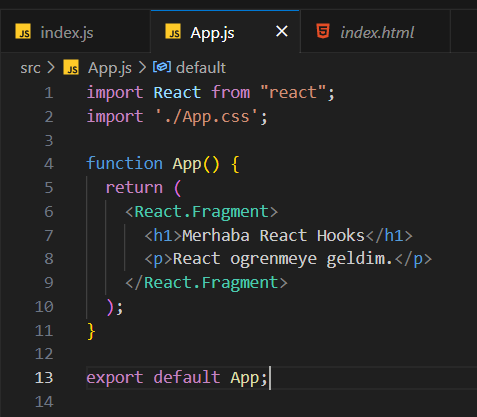 JS index.js
JS App.js ×
index.html
src > JS App.js > default
1 import React from "react";
2 import './App.css';
3
4 function App() {
5   return (
6     <React.Fragment>
7       <h1>Merhaba React Hooks</h1>
8       <p>React ogrenmeye geldim.</p>
9     </React.Fragment>
10   );
11 }
12
13 export default App;
14